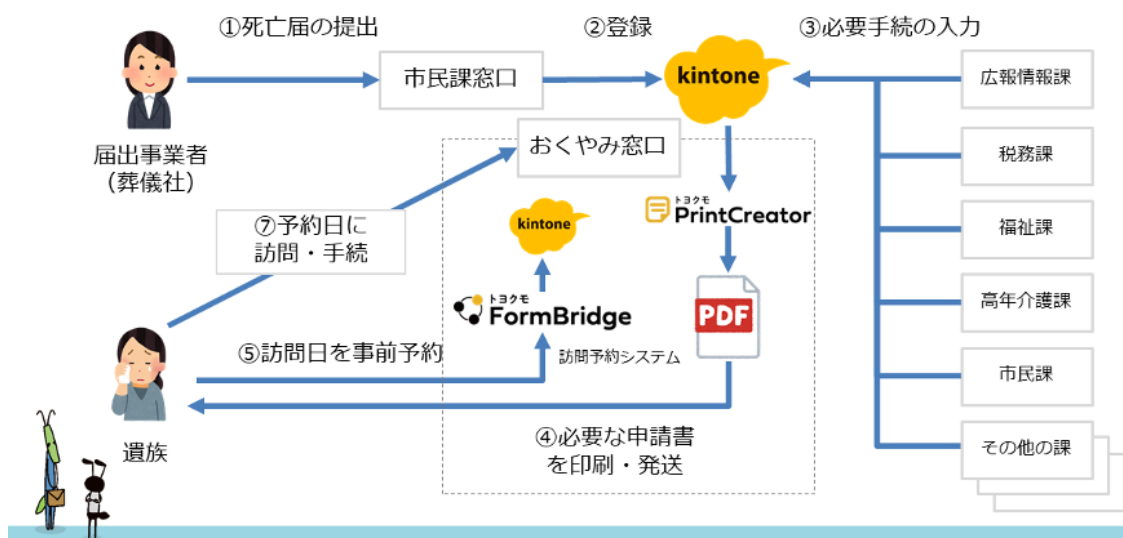 ①死亡届の提出
②登録
③必要手続の入力
市民課窓口
kintone
広報情報課
届出事業者
（葬儀社）
おくやみ窓口
税務課
トヨクモ
PrintCreator
⑦予約日に
訪問・手続
kintone
福祉課
トヨクモ
FormBridge
PDF
高年介護課
⑤訪問日を事前予約
訪問予約システム
市民課
④必要な申請書
を印刷・発送
遺族
その他の課